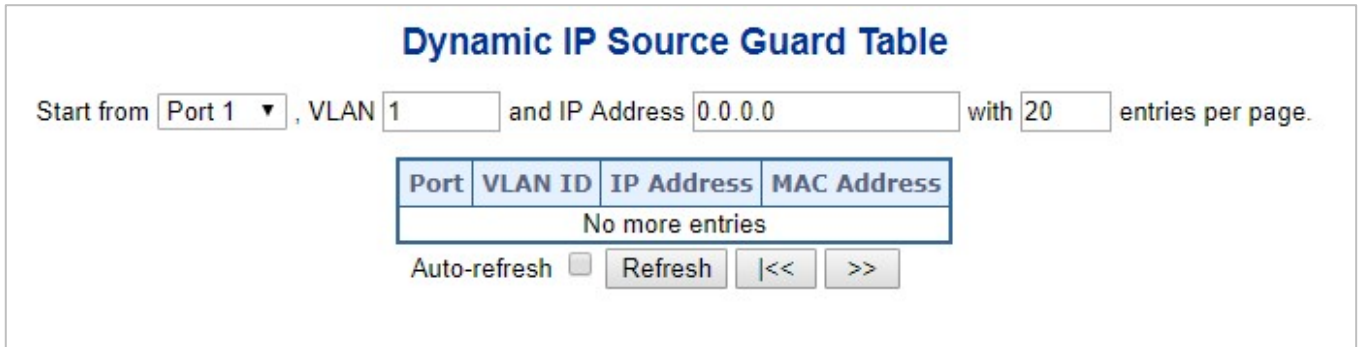 Dynamic IP Source Guard Table
Start from Port 1 ▼ , VLAN 1 and IP Address 0.0.0.0 with 20 entries per page.
Port VLAN ID IP Address MAC Address
No more entries
Auto-refresh Refresh |<< >>